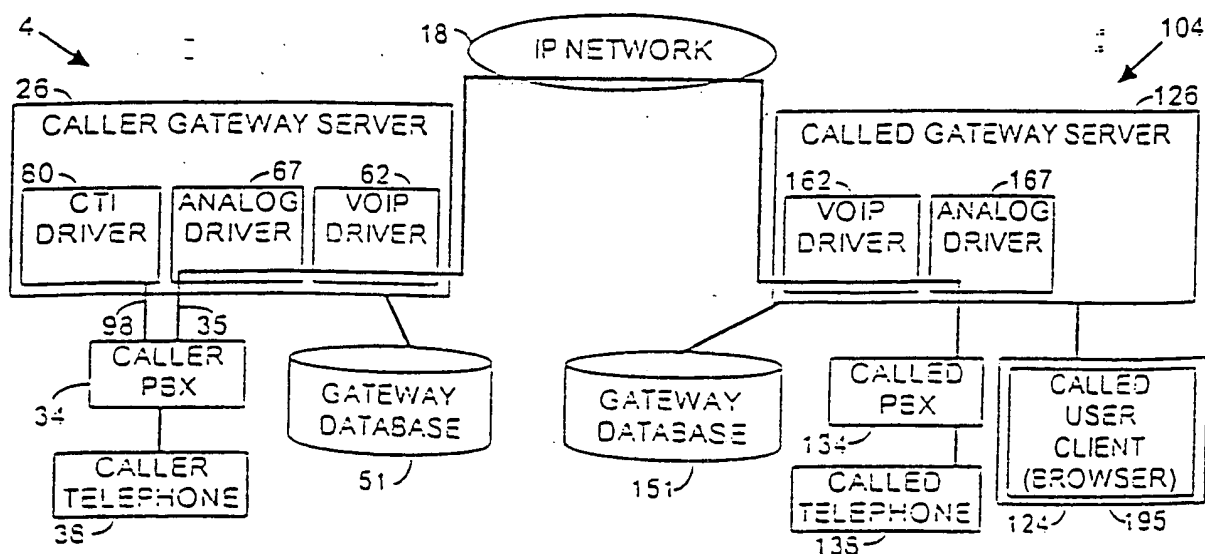 4
18
IP NETWORK
104
26
CALLER GATEWAY SERVER
126
CALLED GATEWAY SERVER
60
CTI
DRIVER
67
ANALOG
DRIVER
62
VOIP
DRIVER
162
VOIP
DRIVER
167
ANALOG
DRIVER
98
35
CALLER
PBX
34
GATEWAY
DATABASE
51
GATEWAY
DATABASE
151
CALLED
PBX
134
CALLED
USER
CLIENT
(BROWSER)
124
195
CALLER
TELEPHONE
38
CALLED
TELEPHONE
138